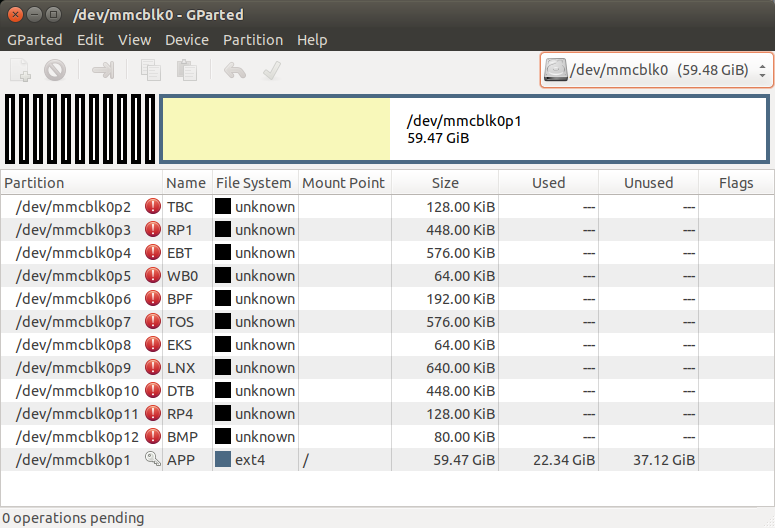 /dev/mmcblk0 - GParted
GParted Edit View Device Partition Help
/dev/mmcblk0 (59.48 GiB)
/dev/mmcblk0p1
59.47 GiB
Partition Name File System Mount Point Size Used Unused Flags
/dev/mmcblk0p2 TBC unknown 128.00 KiB --- ---
/dev/mmcblk0p3 RP1 unknown 448.00 KiB --- ---
/dev/mmcblk0p4 EBT unknown 576.00 KiB --- ---
/dev/mmcblk0p5 WB0 unknown 64.00 KiB --- ---
/dev/mmcblk0p6 BPF unknown 192.00 KiB --- ---
/dev/mmcblk0p7 TOS unknown 576.00 KiB --- ---
/dev/mmcblk0p8 EKS unknown 64.00 KiB --- ---
/dev/mmcblk0p9 LNX unknown 640.00 KiB --- ---
/dev/mmcblk0p10 DTB unknown 448.00 KiB --- ---
/dev/mmcblk0p11 RP4 unknown 128.00 KiB --- ---
/dev/mmcblk0p12 BMP unknown 80.00 KiB --- ---
/dev/mmcblk0p1 APP ext4 / 59.47 GiB 22.34 GiB 37.12 GiB
0 operations pending